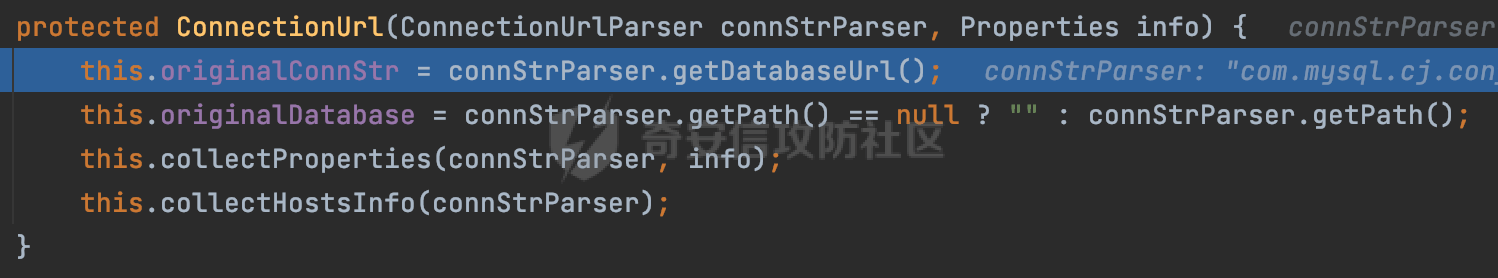 protected ConnectionUrl(ConnectionUrlParser connStrParser, Properties info) { connStrParser
this.originalConnStr = connStrParser.getDatabaseUrl(); connStrParser: "com.mysql.cj.con
this.originalDatabase = connStrParser.getPath() == null ? "" : connStrParser.getPath();
奇安信攻防社区
this.collectProperties(connStrParser, info);
this.collectHostsInfo(connStrParser);
}